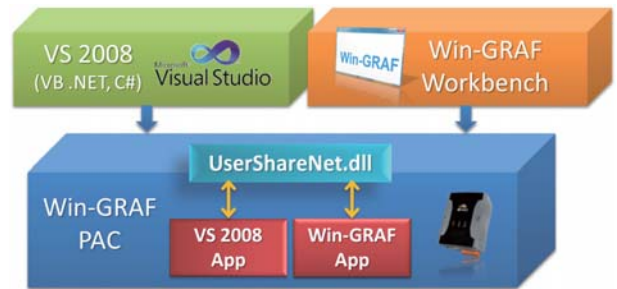 VS 2008
(VB .NET, C#)
Microsoft
Visual Studio
Win-GRAF
Win-GRAF
Workbench
UserShareNet.dll
Win-GRAF
PAC
VS 2008
App
Win-GRAF
App